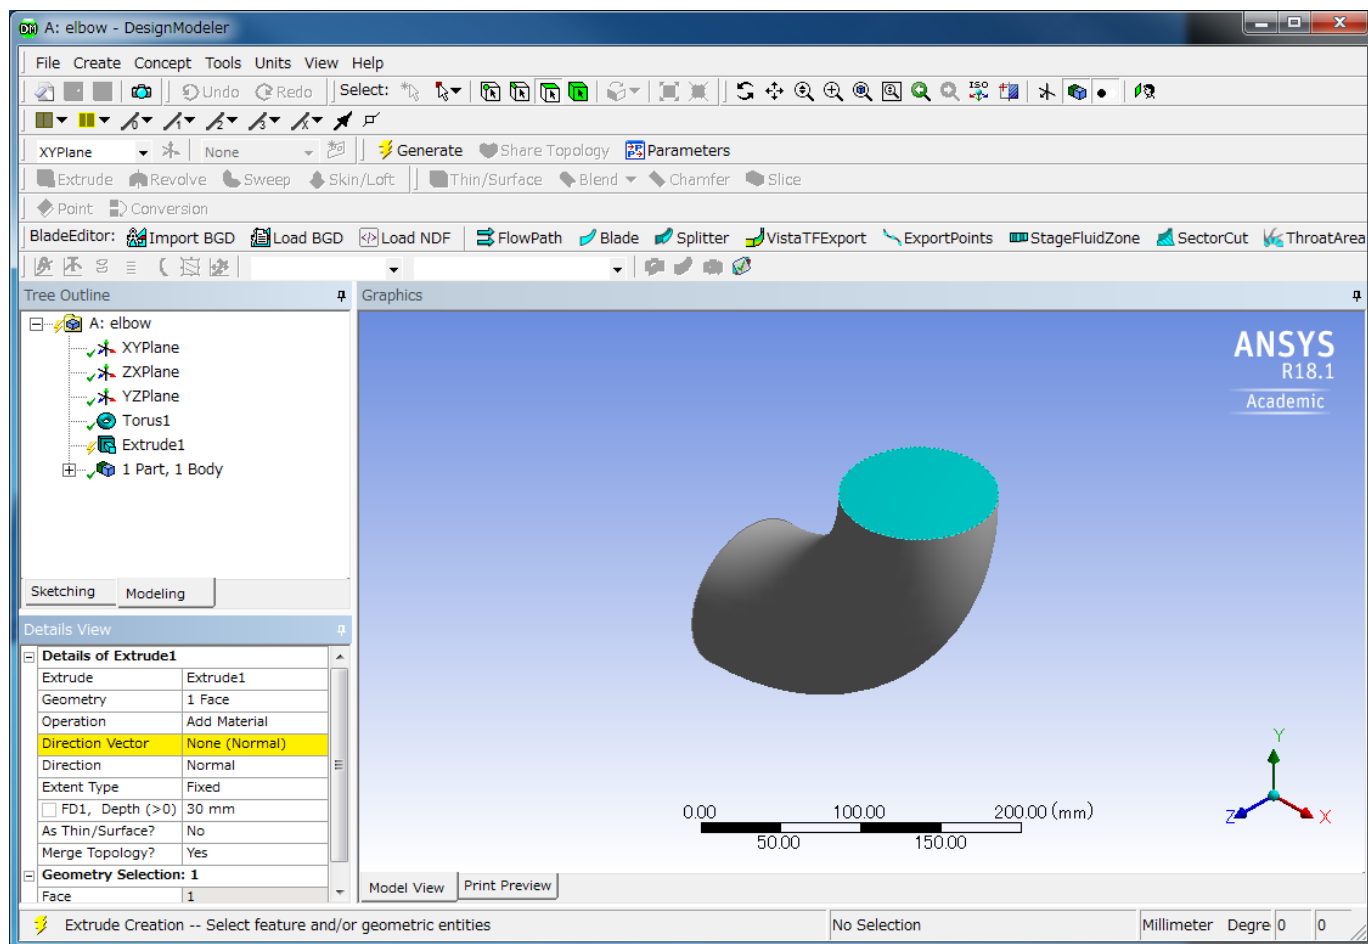 A: elbow - DesignModeler
File Create Concept Tools Units View Help
Undo Redo Select: ISO
XYPlane None Generate Share Topology Parameters
Extrude Revolve Sweep Skin/Loft Thin/Surface Blend Chamfer Slice
Point Conversion
BladeEditor: Import BGD Load BGD Load NDF FlowPath Blade Splitter VistaTFExport ExportPoints StageFluidZone SectorCut ThroatArea
Tree Outline
Graphics
A: elbow
XYPlane
ZXPlane
YZPlane
Torus1
Extrude1
1 Part, 1 Body
Sketching Modeling
Details View
Details of Extrude1
Extrude Extrude1
Geometry 1 Face
Operation Add Material
Direction Vector None (Normal)
Direction Normal
Extent Type Fixed
FD1, Depth (>0) 30 mm
As Thin/Surface? No
Merge Topology? Yes
Geometry Selection: 1
Face 1
ANSYS
R18.1
Academic
Y
Z X
0.00 100.00 200.00 (mm)
50.00 150.00
Model View Print Preview
Extrude Creation -- Select feature and/or geometric entities No Selection Millimeter Degre 0 0